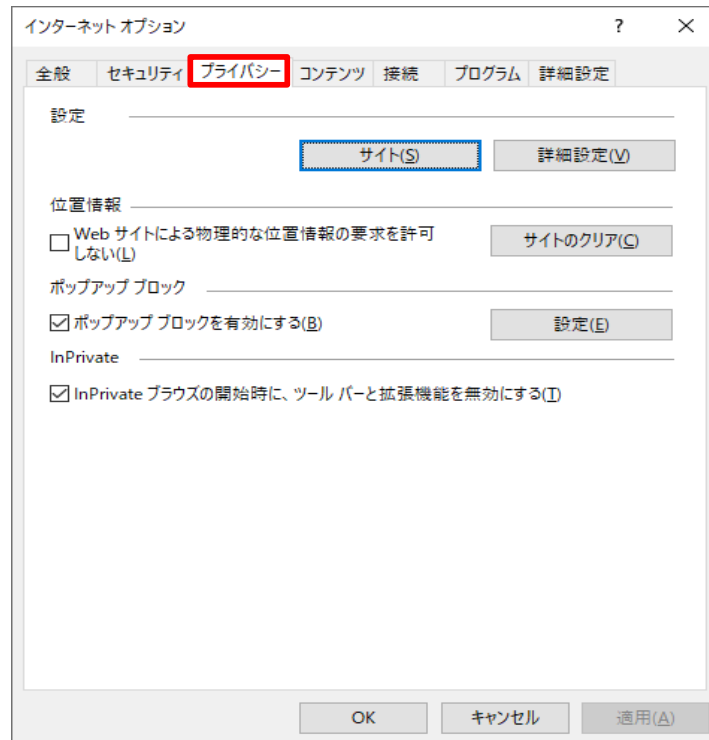 インターネット オプション ? ×
全般 セキュリティ プライバシー コンテンツ 接続 プログラム 詳細設定
設定
サイト(S) 詳細設定(V)
位置情報
Web サイトによる物理的な位置情報の要求を許可
しない(L)
サイトのクリア(C)
ポップアップ ブロック
ポップアップ ブロックを有効にする(B) 設定(E)
InPrivate
InPrivate ブラウズの開始時に、ツール バーと拡張機能を無効にする(T)
OK キャンセル 適用(A)